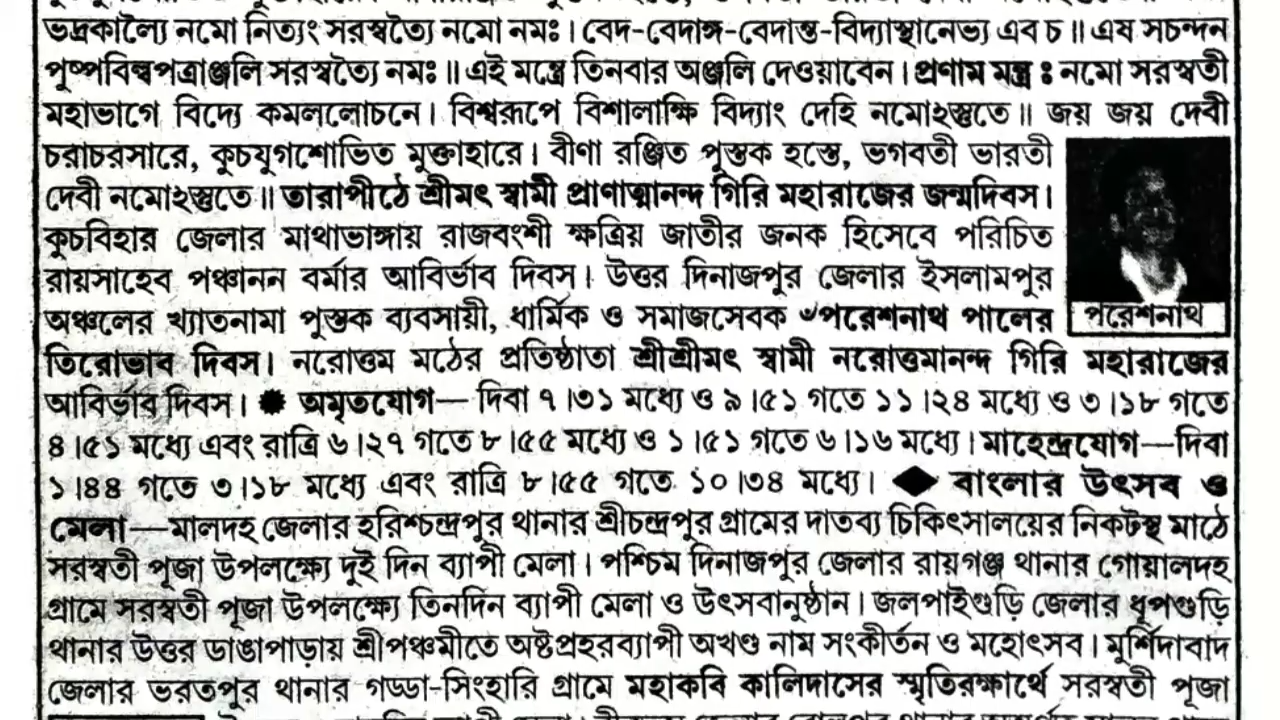 ভদ্রকাল্যৈ নমো নিত্যং সরস্বত্যৈ নমো নমঃ। বেদ-বেদাঙ্গ-বেদান্ত-বিদ্যাস্থানেভ্য এব চ॥ এষ সচন্দন
পুষ্পবিল্বপত্রাঞ্জলি সরস্বত্যৈ নমঃ॥ এই মন্ত্রে তিনবার অঞ্জলি দেওয়াবেন। প্রণাম মন্ত্র ঃ নমো সরস্বতী
মহাভাগে বিদ্যে কমললোচনে। বিশ্বরূপে বিশালাক্ষি বিদ্যাং দেহি নমোঽস্তুতে॥ জয় জয় দেবী
চরাচরসারে, কুচযুগশোভিত মুক্তাহারে। বীণা রঞ্জিত পুস্তক হস্তে, ভগবতী ভারতী
দেবী নমোঽস্তুতে॥ তারাপীঠে শ্রীমৎ স্বামী প্রাণাত্মানন্দ গিরি মহারাজের জন্মদিবস।
কুচবিহার জেলার মাথাভাঙ্গায় রাজবংশী ক্ষত্রিয় জাতীর জনক হিসেবে পরিচিত
রায়সাহেব পঞ্চানন বর্মার আবির্ভাব দিবস। উত্তর দিনাজপুর জেলার ইসলামপুর
অঞ্চলের খ্যাতনামা পুস্তক ব্যবসায়ী, ধার্মিক ও সমাজসেবক ৺পরেশনাথ পালের
পরেশনাথ
তিরোভাব দিবস। নরোত্তম মঠের প্রতিষ্ঠাতা শ্রীশ্রীমৎ স্বামী নরোত্তমানন্দ গিরি মহারাজের
আবির্ভাব দিবস। ✹ অমৃতযোগ— দিবা ৭।৩১ মধ্যে ও ৯।৫১ গতে ১১।২৪ মধ্যে ও ৩।১৮ গতে
৪।৫১ মধ্যে এবং রাত্রি ৬।২৭ গতে ৮।৫৫ মধ্যে ও ১।৫১ গতে ৬।১৬ মধ্যে। মাহেন্দ্রযোগ—দিবা
১।৪৪ গতে ৩।১৮ মধ্যে এবং রাত্রি ৮।৫৫ গতে ১০।৩৪ মধ্যে। ◆ বাংলার উৎসব ও
মেলা—মালদহ জেলার হরিশ্চন্দ্রপুর থানার শ্রীচন্দ্রপুর গ্রামের দাতব্য চিকিৎসালয়ের নিকটস্থ মাঠে
সরস্বতী পূজা উপলক্ষ্যে দুই দিন ব্যাপী মেলা। পশ্চিম দিনাজপুর জেলার রায়গঞ্জ থানার গোয়ালদহ
গ্রামে সরস্বতী পূজা উপলক্ষ্যে তিনদিন ব্যাপী মেলা ও উৎসবানুষ্ঠান। জলপাইগুড়ি জেলার ধূপগুড়ি
থানার উত্তর ডাঙাপাড়ায় শ্রীপঞ্চমীতে অষ্টপ্রহরব্যাপী অখণ্ড নাম সংকীর্তন ও মহোৎসব। মুর্শিদাবাদ
জেলার ভরতপুর থানার গড্ডা-সিংহারি গ্রামে মহাকবি কালিদাসের স্মৃতিরক্ষার্থে সরস্বতী পূজা